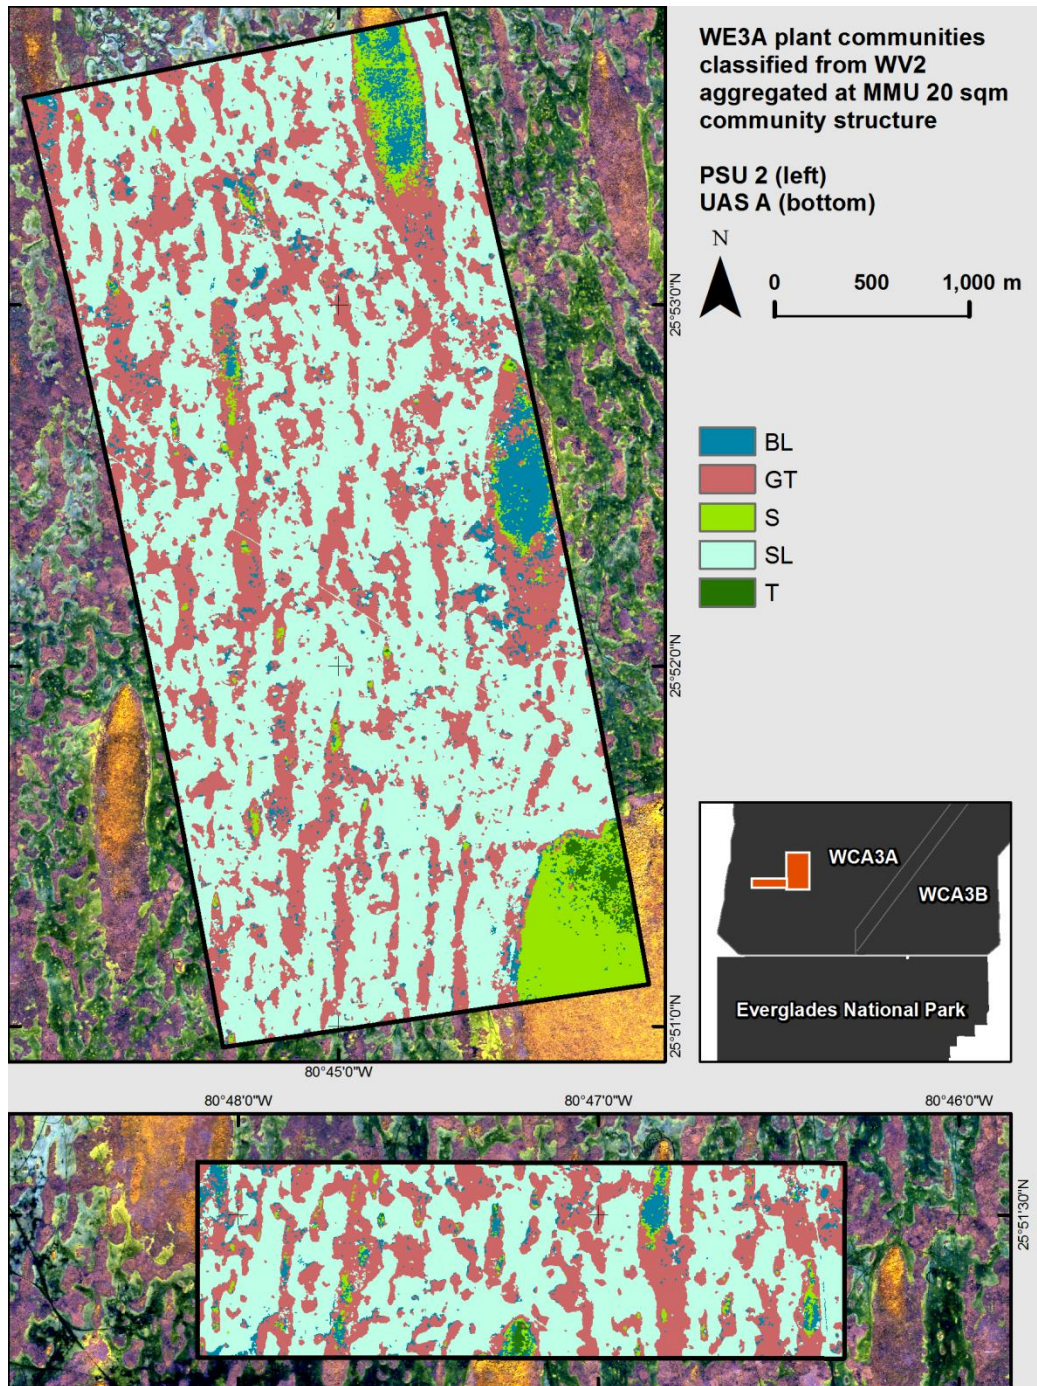 WE3A plant communities
classified from WV2
aggregated at MMU 20 sqm
community structure
PSU 2 (left)
UAS A (bottom)
N
0 500 1,000 m
25°53'0"N
BL
GT
S
SL
T
25°52'0"N
WCA3A
WCA3B
Everglades National Park
25°51'0"N
80°45'0"W
80°48'0"W 80°47'0"W 80°46'0"W
25°51'30"N